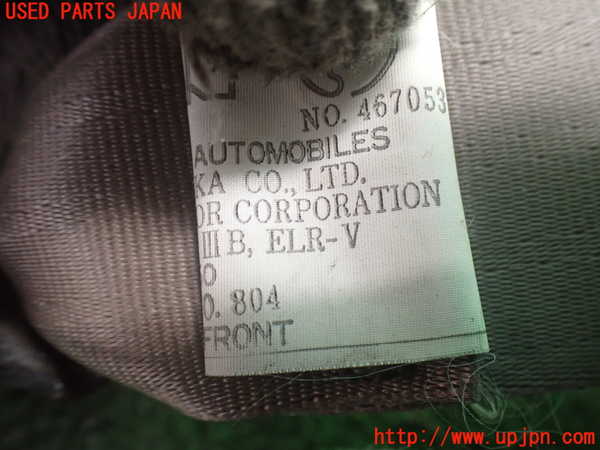 USED PARTS JAPAN
NO. 467053
AUTOMOBILES
KA CO., LTD.
OR CORPORATION
III B, ELR-V
0
0. 804
FRONT
http://www.upjpn.com/